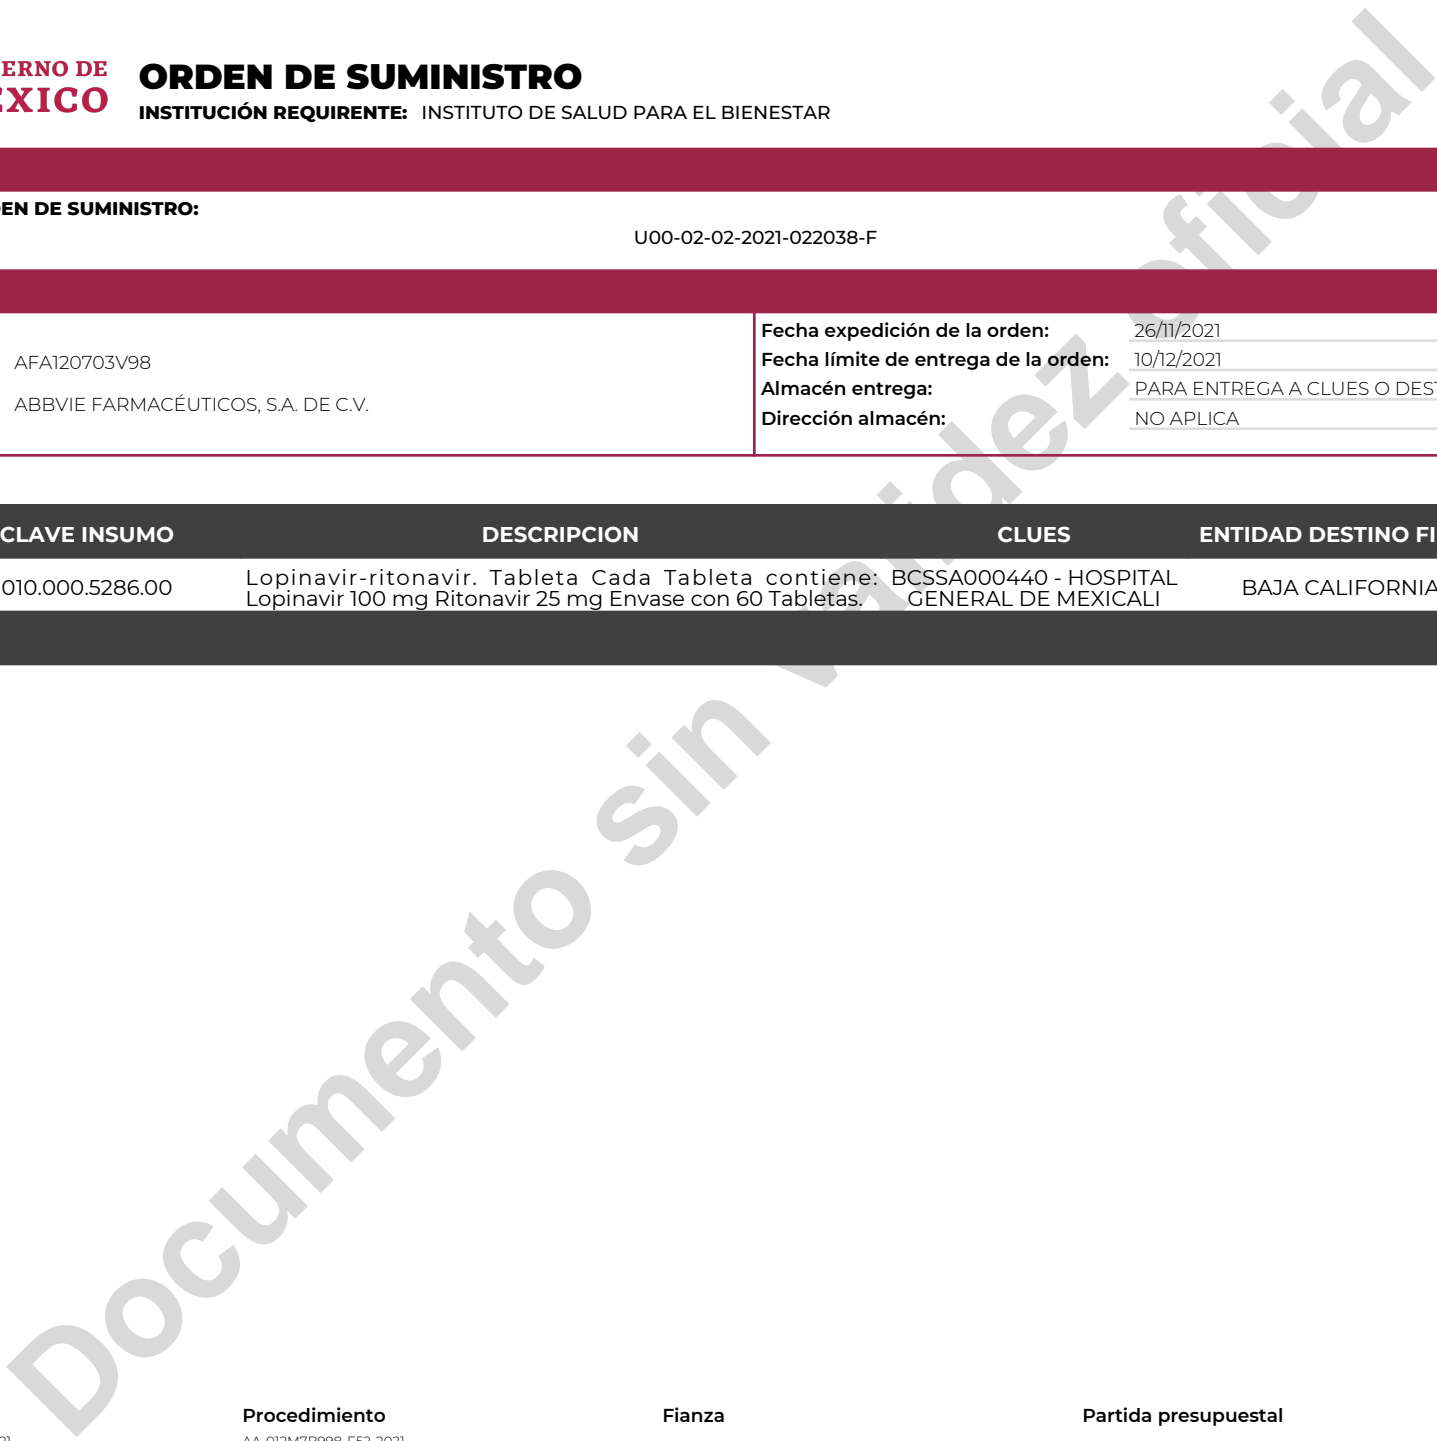 ERNO DE
ORDEN DE SUMINISTRO
INSTITUCIÓN REQUIRENTE: INSTITUTO DE SALUD PARA EL BIENESTAR
EXICO
EN DE SUMINISTRO:
U00-02-02-2021-022038-F
AFA120703V98
ABBVIE FARMACÉUTICOS, S.A. DE C.V.
Fecha expedición de la orden: 26/11/2021
Fecha límite de entrega de la orden: 10/12/2021
Almacén entrega: PARA ENTREGA A CLUES O DEST
Dirección almacén: NO APLICA
CLAVE INSUMO DESCRIPCION CLUES ENTIDAD DESTINO FI
010.000.5286.00
Lopinavir-ritonavir. Tableta Cada Tableta contiene:
Lopinavir 100 mg Ritonavir 25 mg Envase con 60 Tabletas.
BCSSA000440 - HOSPITAL
GENERAL DE MEXICALI
BAJA CALIFORNIA
Documento sin validez oficial
Procedimiento Fianza Partida presupuestal